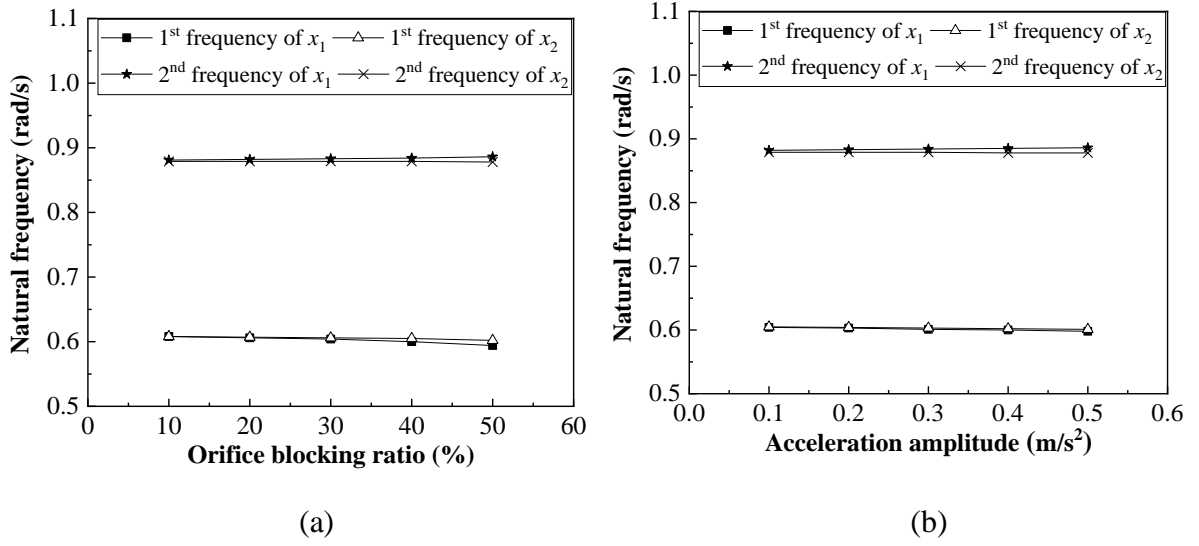 1st frequency of x1 1st frequency of x2
2nd frequency of x1 2nd frequency of x2
1.1
1.0
0.9
0.8
0.7
0.6
0.5
Natural frequency (rad/s)
0 10 20 30 40 50 60
Orifice blocking ratio (%)
(a)
1st frequency of x1 1st frequency of x2
2nd frequency of x1 2nd frequency of x2
1.1
1.0
0.9
0.8
0.7
0.6
0.5
Natural frequency (rad/s)
0.0 0.1 0.2 0.3 0.4 0.5 0.6
Acceleration amplitude (m/s2)
(b)